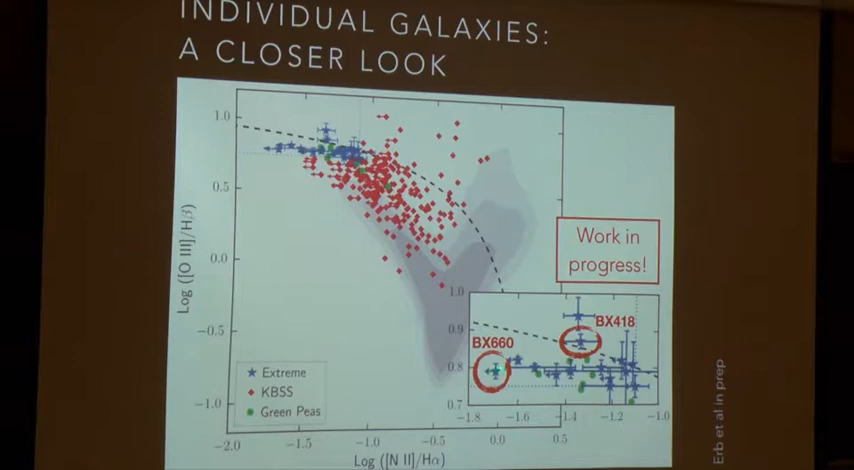 INDIVIDUAL GALAXIES:
A CLOSER LOOK
1.0
0.5
0.0
−0.5
−1.0
Log ([O III]/Hβ)
−2.0 −1.5 −1.0 −0.5 0.0 0.5
Log ([N II]/Hα)
Extreme
KBSS
Green Peas
Work in
progress!
1.0
0.9
0.8
0.7
BX660
BX418
−1.8 −1.6 −1.4 −1.2 −1.0
Erb et al in prep